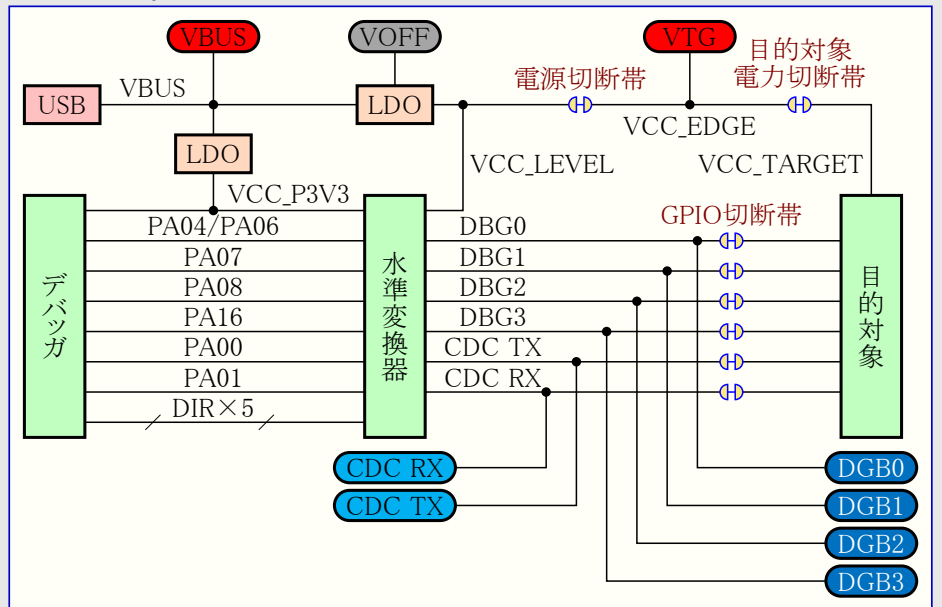 VBUS
VOFF
VTG
目的対象
電力切断帯
電源切断帯
USB
VBUS
LDO
VCC_EDGE
LDO
VCC_LEVEL
VCC_TARGET
VCC_P3V3
GPIO切断帯
PA04/PA06
DBG0
PA07
DBG1
PA08
DBG2
PA16
DBG3
PA00
CDC TX
PA01
CDC RX
DIR×5
デバッガ
水準変換器
目的対象
CDC RX
DGB0
CDC TX
DGB1
DGB2
DGB3